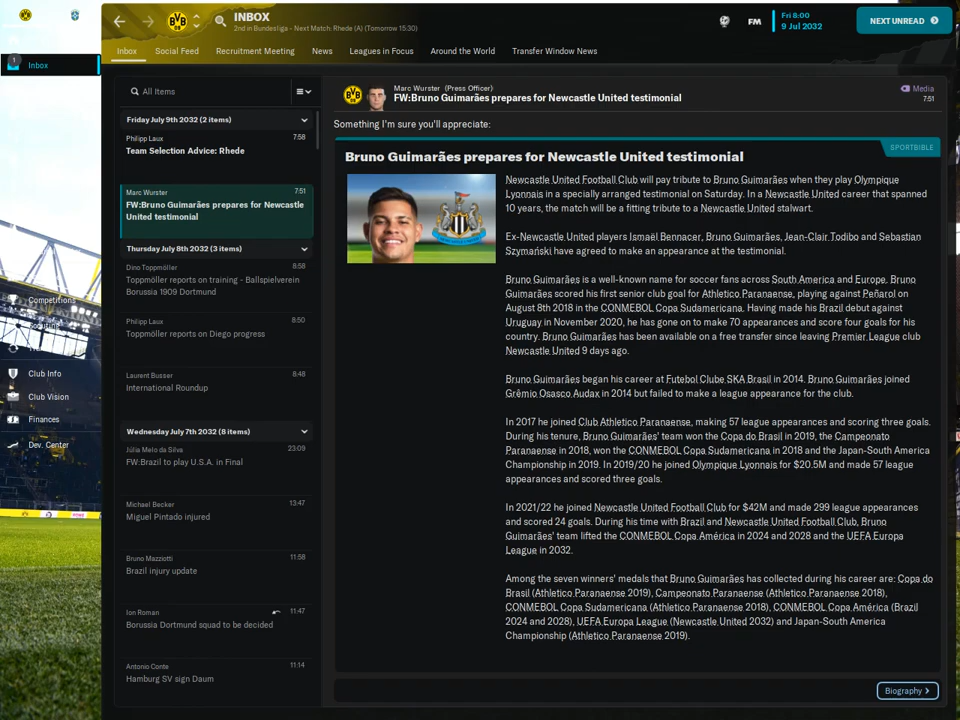 INBOX
2nd in Bundesliga - Next Match: Rhede (A) (Tomorrow 15:30)
FM
Fri 8:00
9 Jul 2032
NEXT UNREAD
Inbox
Social Feed
Recruitment Meeting
News
Leagues in Focus
Around the World
Transfer Window News
1
Inbox
Competitions
Club Info
Club Vision
Finances
Dev. Center
All Items
Friday July 9th 2032 (2 items)
Philipp Laux
7:58
Team Selection Advice: Rhede
Marc Wurster
7:51
FW:Bruno Guimarães prepares for Newcastle
United testimonial
Thursday July 8th 2032 (3 items)
Dino Toppmöller
8:58
Toppmöller reports on training - Ballspielverein
Borussia 1909 Dortmund
Philipp Laux
8:50
Toppmöller reports on Diego progress
Laurent Busser
8:48
International Roundup
Wednesday July 7th 2032 (8 items)
Júlia Melo da Silva
23:09
FW:Brazil to play U.S.A. in Final
Michael Becker
13:47
Miguel Pintado injured
Bruno Mazziotti
11:58
Brazil injury update
Ion Roman
11:47
Borussia Dortmund squad to be decided
Antonio Conte
11:14
Hamburg SV sign Daum
Marc Wurster (Press Officer)
FW:Bruno Guimarães prepares for Newcastle United testimonial
Media
7:51
Something I'm sure you'll appreciate:
SPORTBIBLE
Bruno Guimarães prepares for Newcastle United testimonial
Newcastle United Football Club will pay tribute to Bruno Guimarães when they play Olympique
Lyonnais in a specially arranged testimonial on Saturday. In a Newcastle United career that spanned
10 years, the match will be a fitting tribute to a Newcastle United stalwart.
Ex-Newcastle United players Ismaël Bennacer, Bruno Guimarães, Jean-Clair Todibo and Sebastian
Szymański have agreed to make an appearance at the testimonial.
Bruno Guimarães is a well-known name for soccer fans across South America and Europe. Bruno
Guimarães scored his first senior club goal for Athletico Paranaense, playing against Peñarol on
August 8th 2018 in the CONMEBOL Copa Sudamericana. Having made his Brazil debut against
Uruguay in November 2020, he has gone on to make 70 appearances and score four goals for his
country. Bruno Guimarães has been available on a free transfer since leaving Premier League club
Newcastle United 9 days ago.
Bruno Guimarães began his career at Futebol Clube SKA Brasil in 2014. Bruno Guimarães joined
Grêmio Osasco Audax in 2014 but failed to make a league appearance for the club.
In 2017 he joined Club Athletico Paranaense, making 57 league appearances and scoring three goals.
During his tenure, Bruno Guimarães' team won the Copa do Brasil in 2019, the Campeonato
Paranaense in 2018, won the CONMEBOL Copa Sudamericana in 2018 and the Japan-South America
Championship in 2019. In 2019/20 he joined Olympique Lyonnais for $20.5M and made 57 league
appearances and scored three goals.
In 2021/22 he joined Newcastle United Football Club for $42M and made 299 league appearances
and scored 24 goals. During his time with Brazil and Newcastle United Football Club, Bruno
Guimarães' team lifted the CONMEBOL Copa América in 2024 and 2028 and the UEFA Europa
League in 2032.
Among the seven winners' medals that Bruno Guimarães has collected during his career are: Copa do
Brasil (Athletico Paranaense 2019), Campeonato Paranaense (Athletico Paranaense 2018),
CONMEBOL Copa Sudamericana (Athletico Paranaense 2018), CONMEBOL Copa América (Brazil
2024 and 2028), UEFA Europa League (Newcastle United 2032) and Japan-South America
Championship (Athletico Paranaense 2019).
Biography